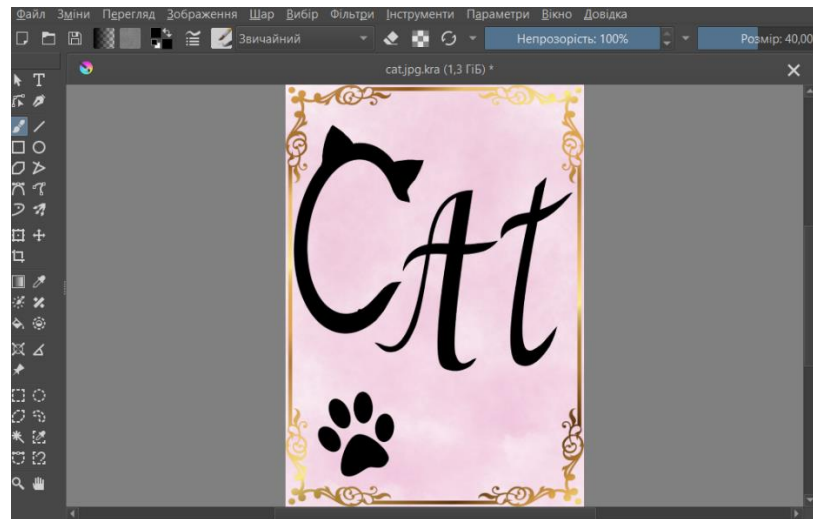 Файл Зміни Перегляд Зображення Шар Вибір Фільтри Інструменти Параметри Вікно Довідка
Звичайний Непрозорість: 100% Розмір: 40,00
cat.jpg.kra (1,3 ГіБ) *
Cat